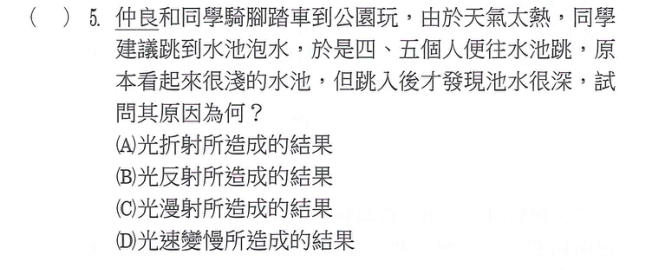 ( ) 5. 仲良和同學騎腳踏車到公園玩，由於天氣太熱，同學
建議跳到水池泡水，於是四、五個人便往水池跳，原
本看起來很淺的水池，但跳入後才發現池水很深，試
問其原因為何？
(A)光折射所造成的結果
(B)光反射所造成的結果
(C)光漫射所造成的結果
(D)光速變慢所造成的結果